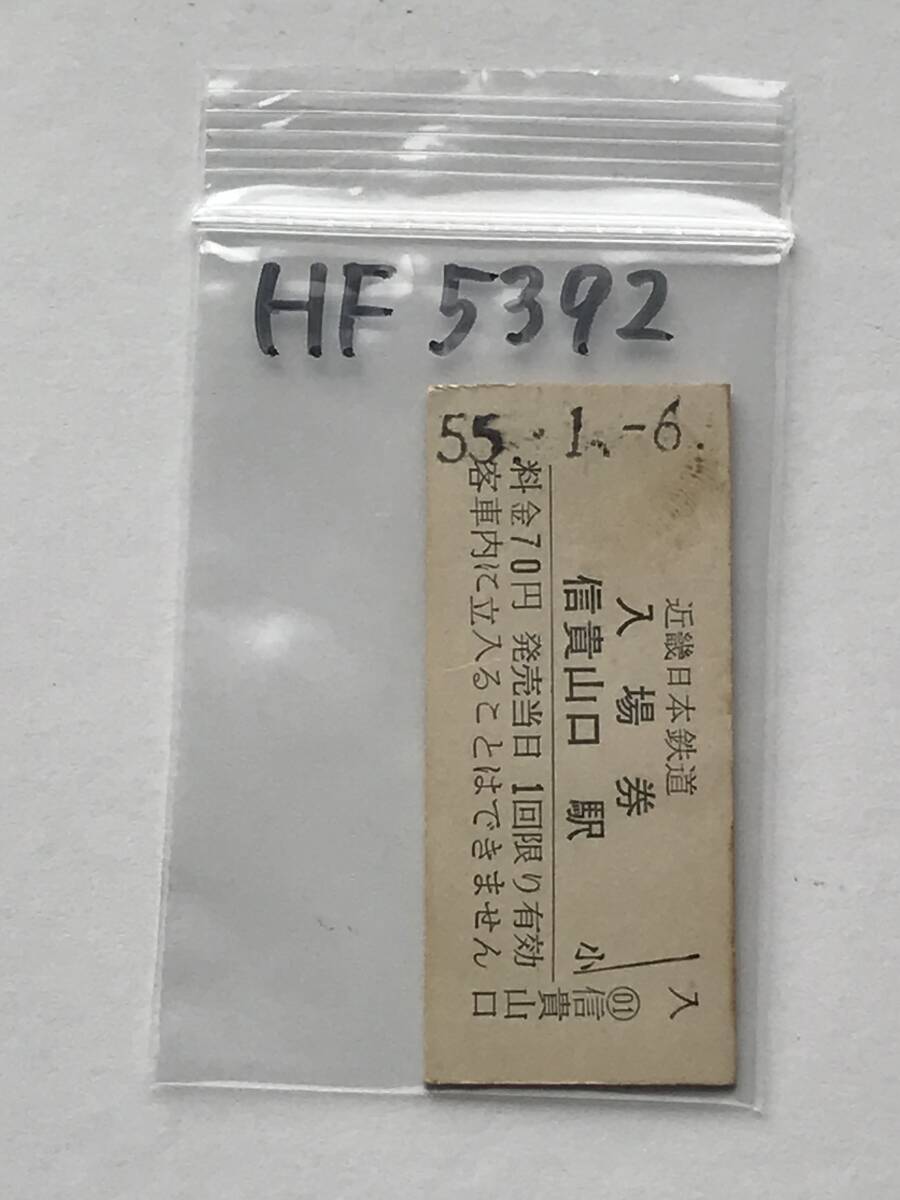 HF 5392
55. 1. -6.
近畿日本鉄道
入場券
信貴山口駅
料金70円 発売当日1回限り有効
客車内に立入ることはできません
入
小
01
信貴山口